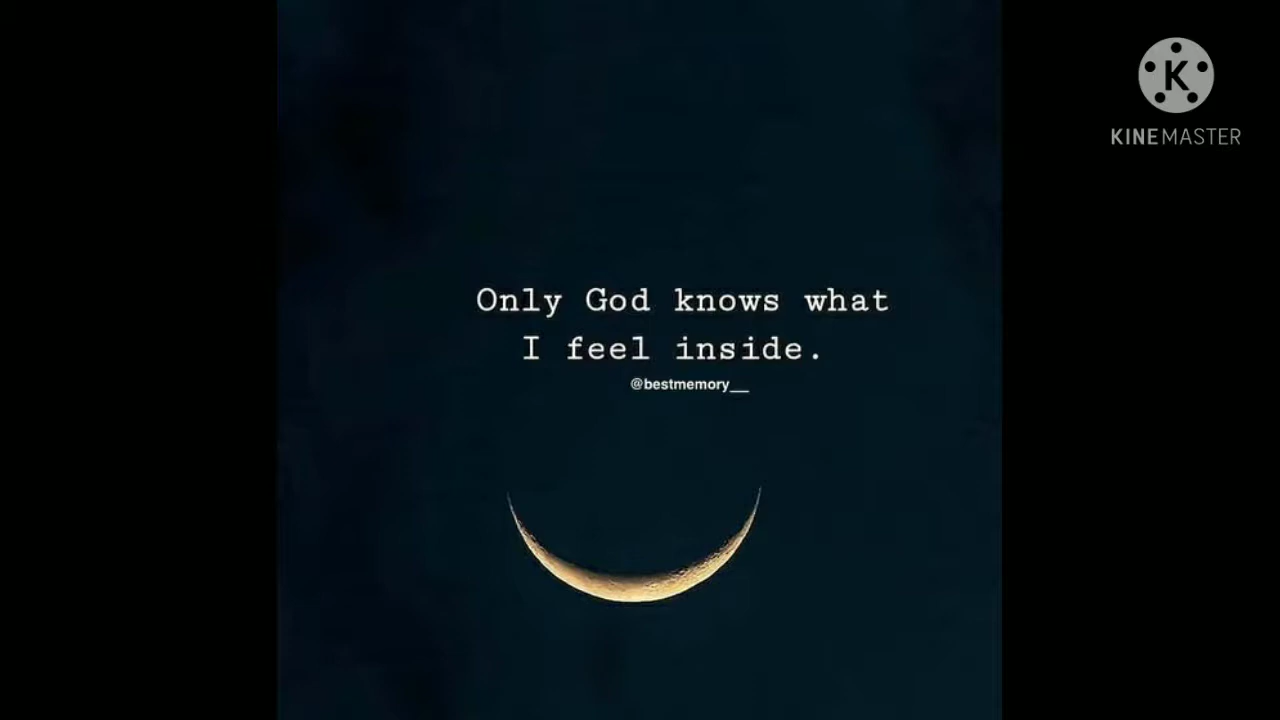 KINEMASTER
Only God knows what
I feel inside.
@bestmemory__